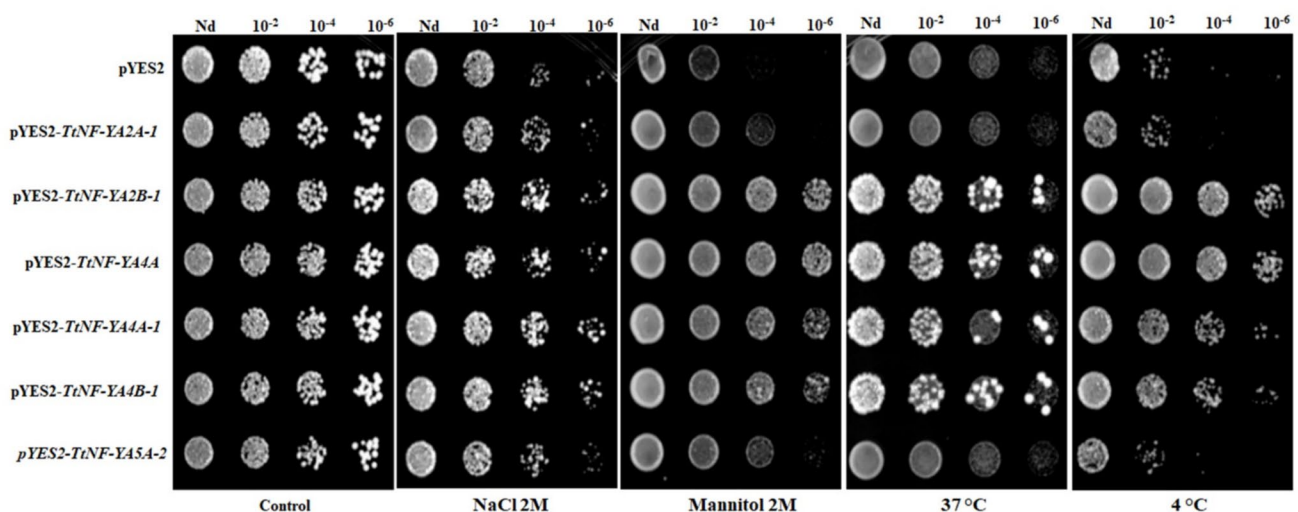 Nd 10-2 10-4 10-6 Nd 10-2 10-4 10-6 Nd 10-2 10-4 10-6 Nd 10-2 10-4 10-6 Nd 10-2 10-4 10-6
pYES2
pYES2-TtNF-YA2A-1
pYES2-TtNF-YA2B-1
pYES2-TtNF-YA4A
pYES2-TtNF-YA4A-1
pYES2-TtNF-YA4B-1
pYES2-TtNF-YA5A-2
Control NaCl 2M Mannitol 2M 37 °C 4 °C